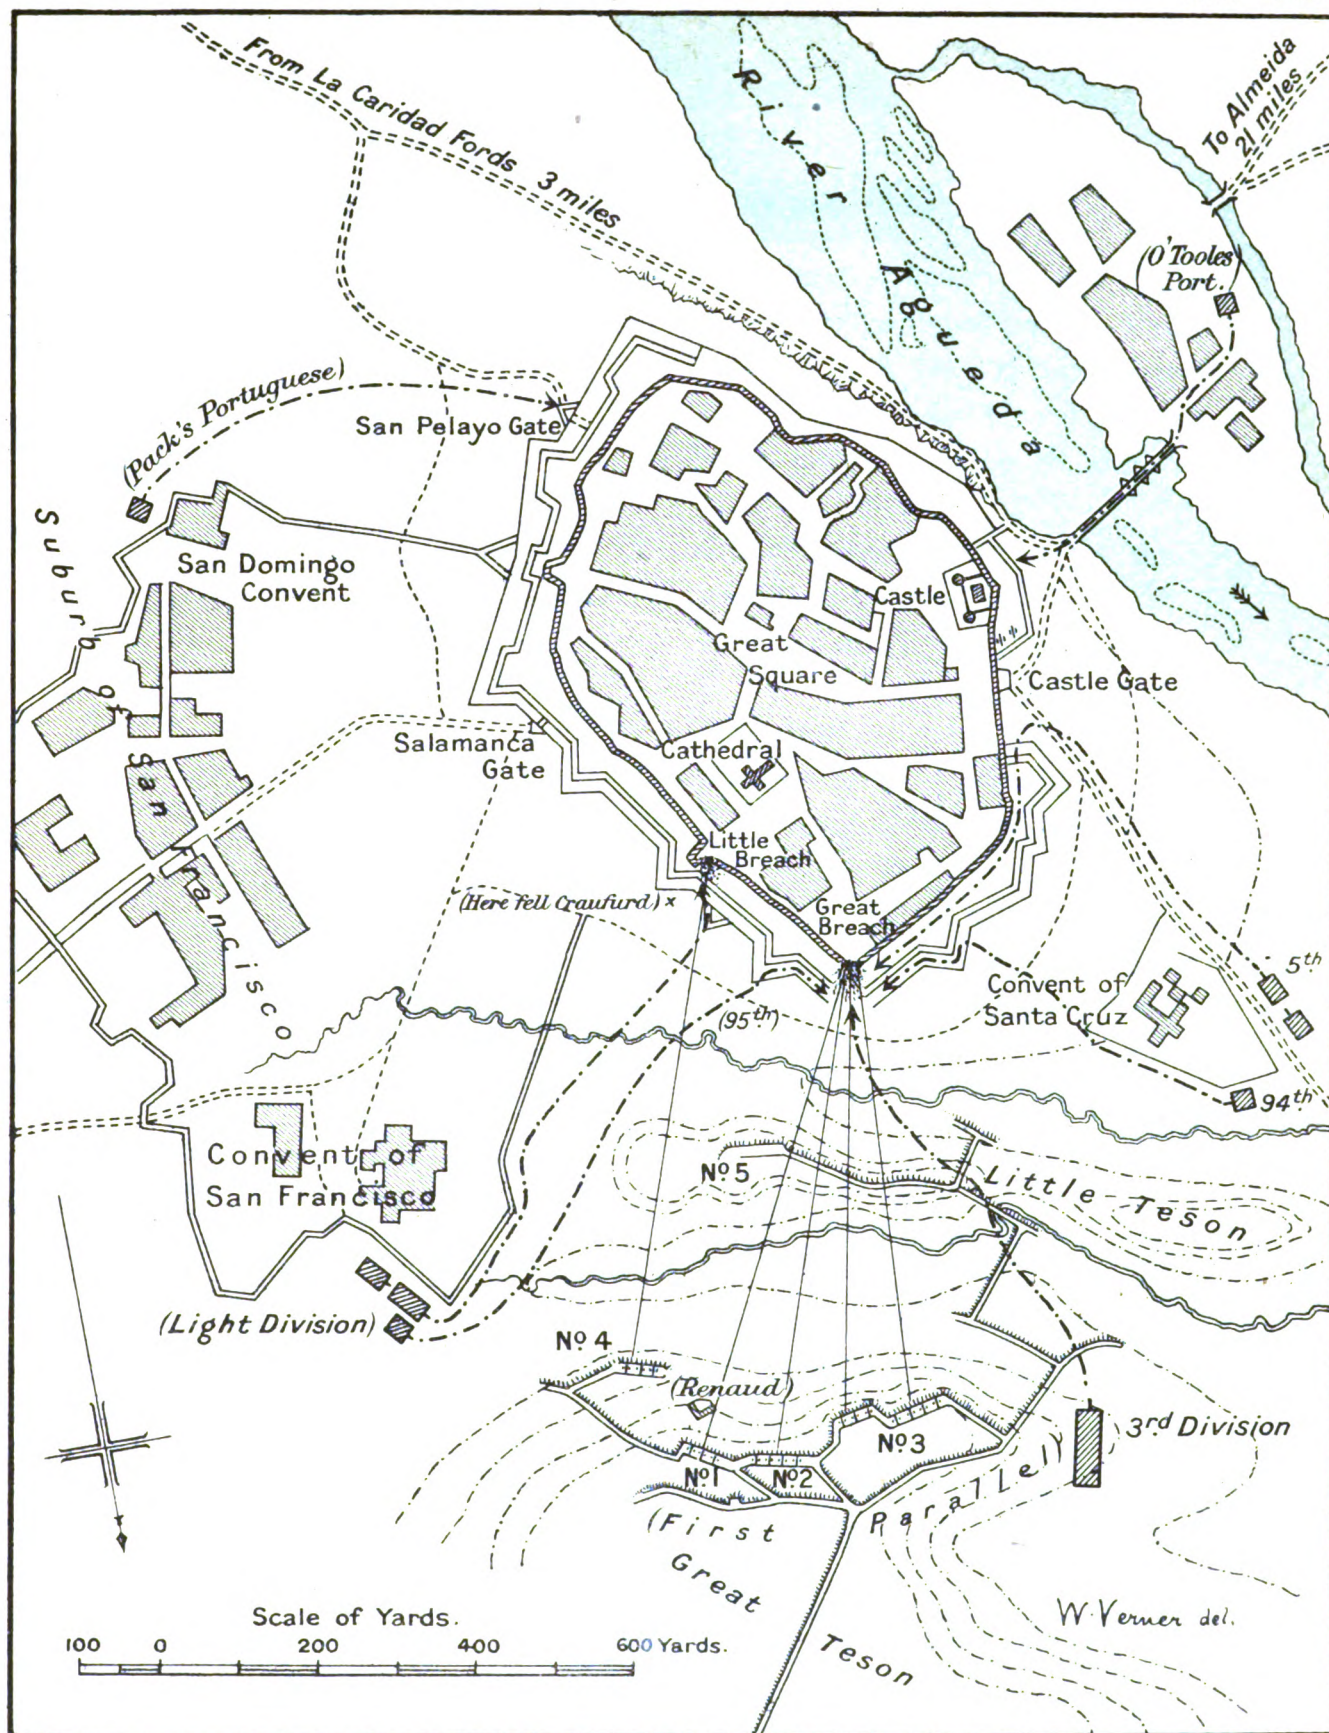 From La Caridad Fords 3 miles
River Agueda
To Almeida
21 miles
(O'Tooles
Port.)
(Pack's Portuguese)
San Pelayo Gate
Suburb of San Francisco
San Domingo
Convent
Castle
Great
Square
Castle Gate
Salamanca
Gate
Cathedral
Little
Breach
(Here fell Craufurd) x
Great
Breach
5th
Convent of
Santa Cruz
(95th)
94th
Convent of
San Francisco
No 5
Little Teson
(Light Division)
No 4
(Renaud)
3rd Division
No 3
No 1
No 2
(First Parallel)
Great
Teson
W. Verner del.
Scale of Yards.
100 0 200 400 600 Yards.